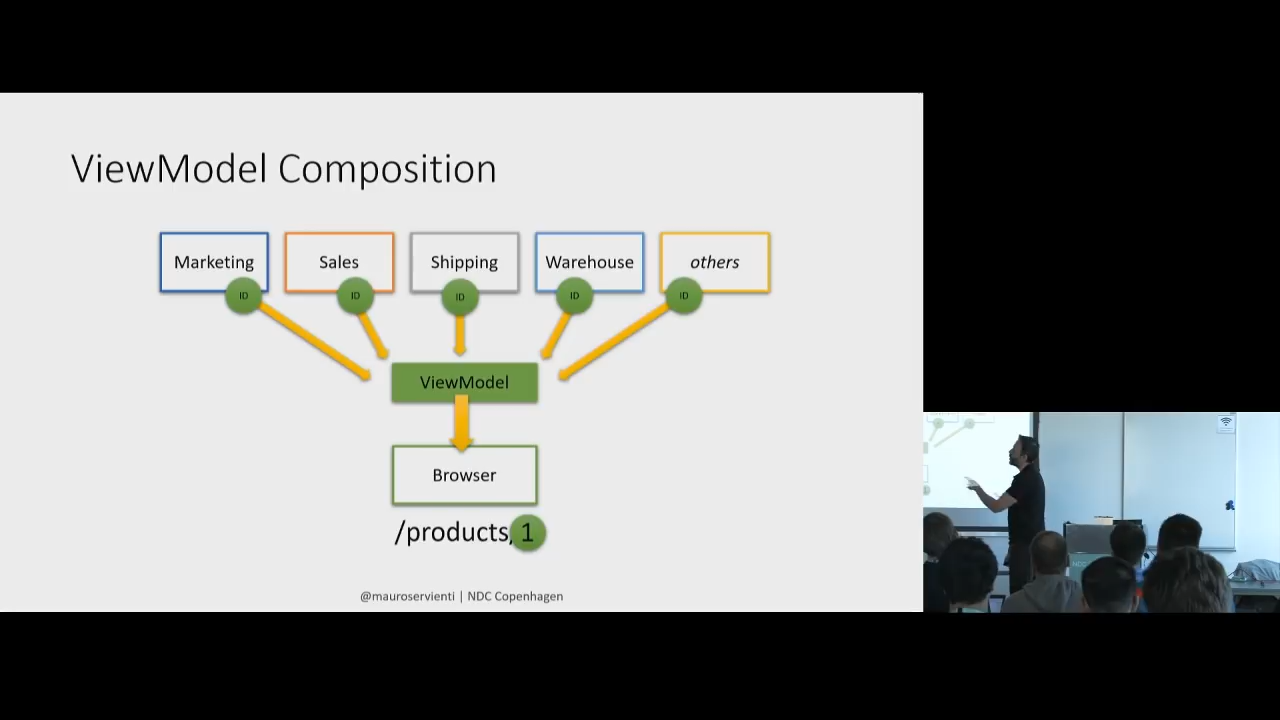 ViewModel Composition
Marketing
Sales
Shipping
Warehouse
others
ID
ID
ID
ID
ID
ViewModel
Browser
/products/1
@mauroservienti | NDC Copenhagen